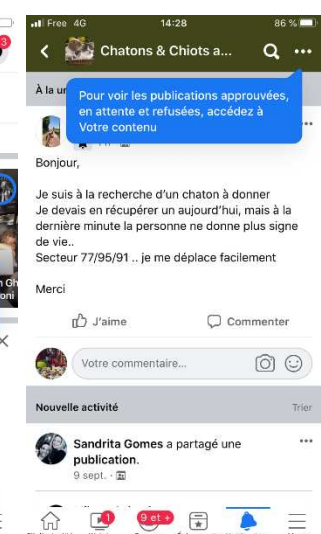 Free 4G 14:28 86 %
3
Chatons & Chiots a...
À la un
Pour voir les publications approuvées,
en attente et refusées, accédez à
Votre contenu
Bonjour,
Je suis à la recherche d'un chaton à donner
Je devais en récupérer un aujourd'hui, mais à la
dernière minute la personne ne donne plus signe
de vie..
Secteur 77/95/91 .. je me déplace facilement
Merci
J'aime Commenter
Votre commentaire...
Nouvelle activité Trier
Sandrita Gomes a partagé une
publication.
9 sept.
1 9 et +